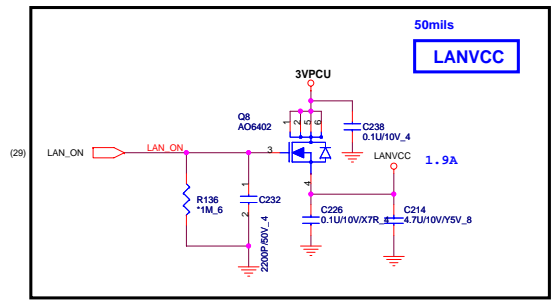 50mils
LANVCC
3VPCU
Q8
AO6402
1
2
5
6
C238
0.1U/10V_4
(29)
LAN_ON
LAN_ON
3
LANVCC
1.9A
4
R136
*1M_6
1
C232
2
2200P/50V_4
C226
0.1U/10V/X7R_4
C214
4.7U/10V/Y5V_8